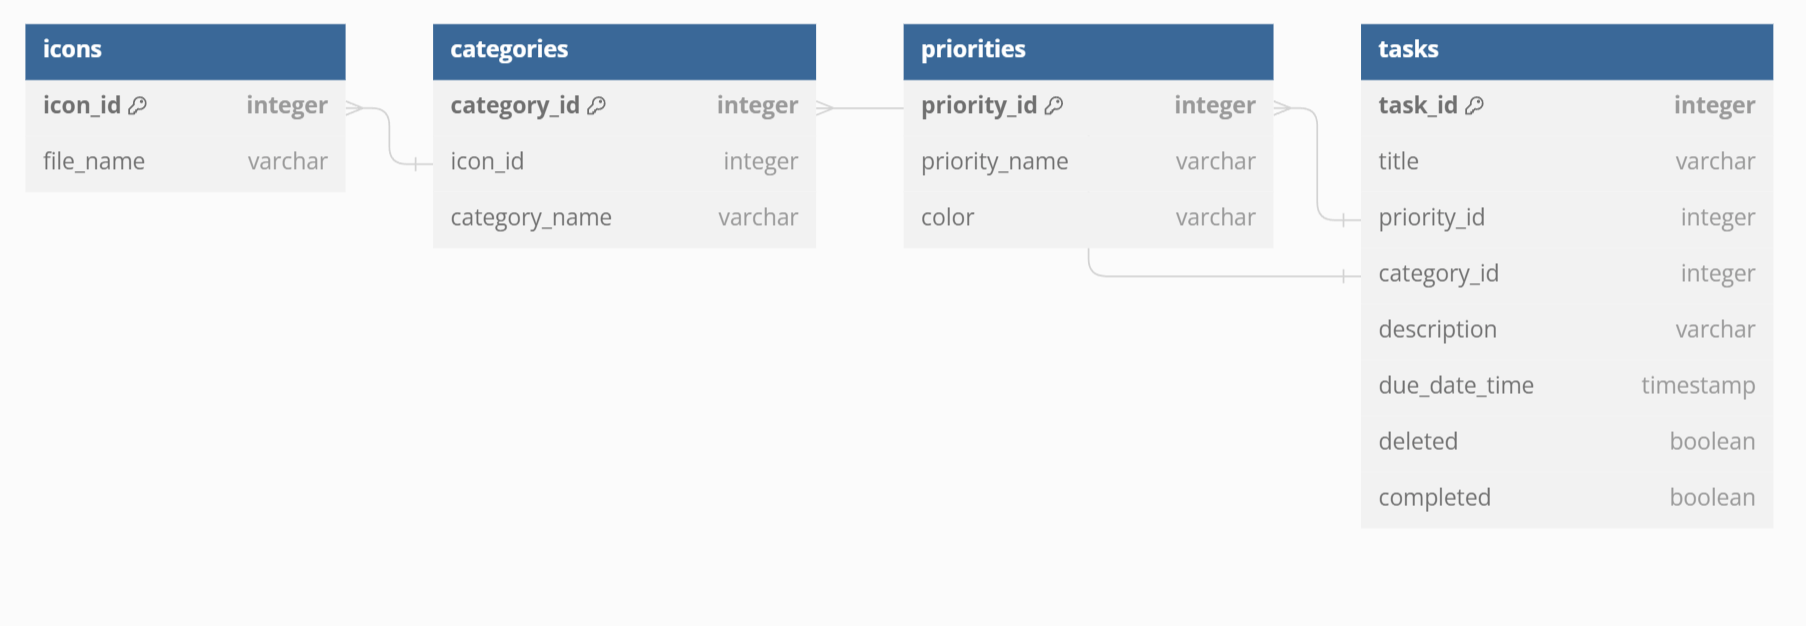 icons
icon_id integer
file_name varchar
categories
category_id integer
icon_id integer
category_name varchar
priorities
priority_id integer
priority_name varchar
color varchar
tasks
task_id integer
title varchar
priority_id integer
category_id integer
description varchar
due_date_time timestamp
deleted boolean
completed boolean